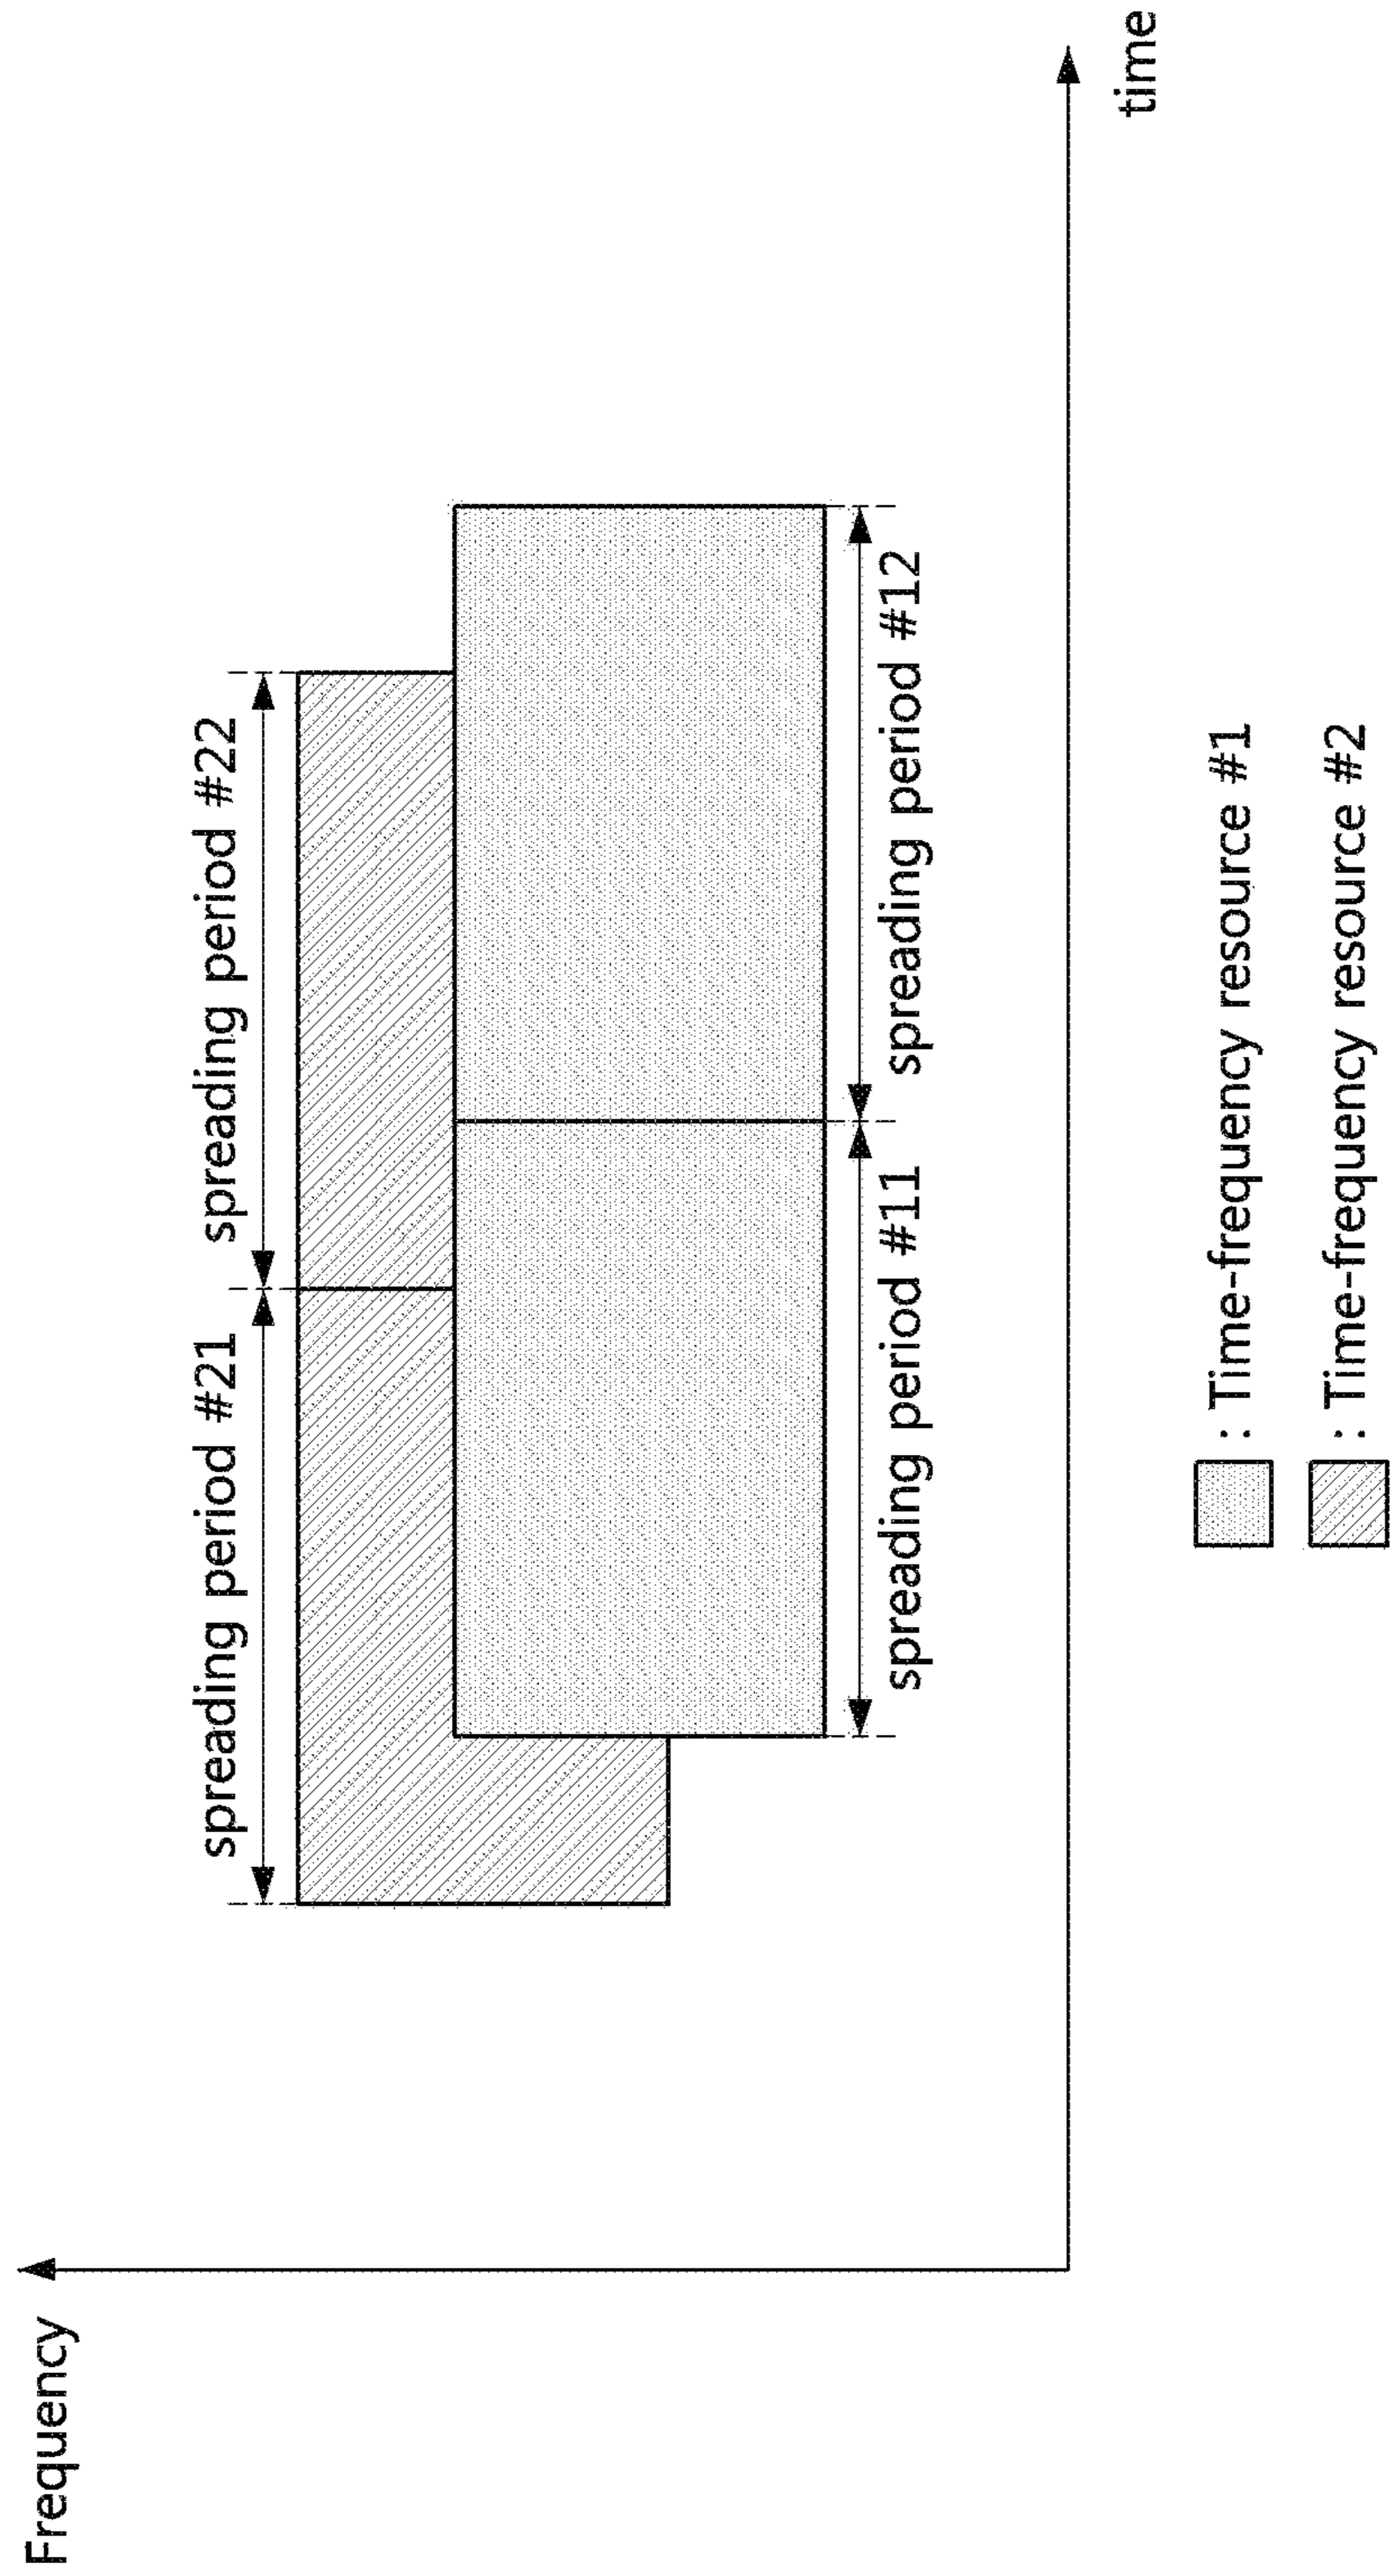 Frequency
spreading period #21
spreading period #22
spreading period #11
spreading period #12
time
: Time-frequency resource #1
: Time-frequency resource #2